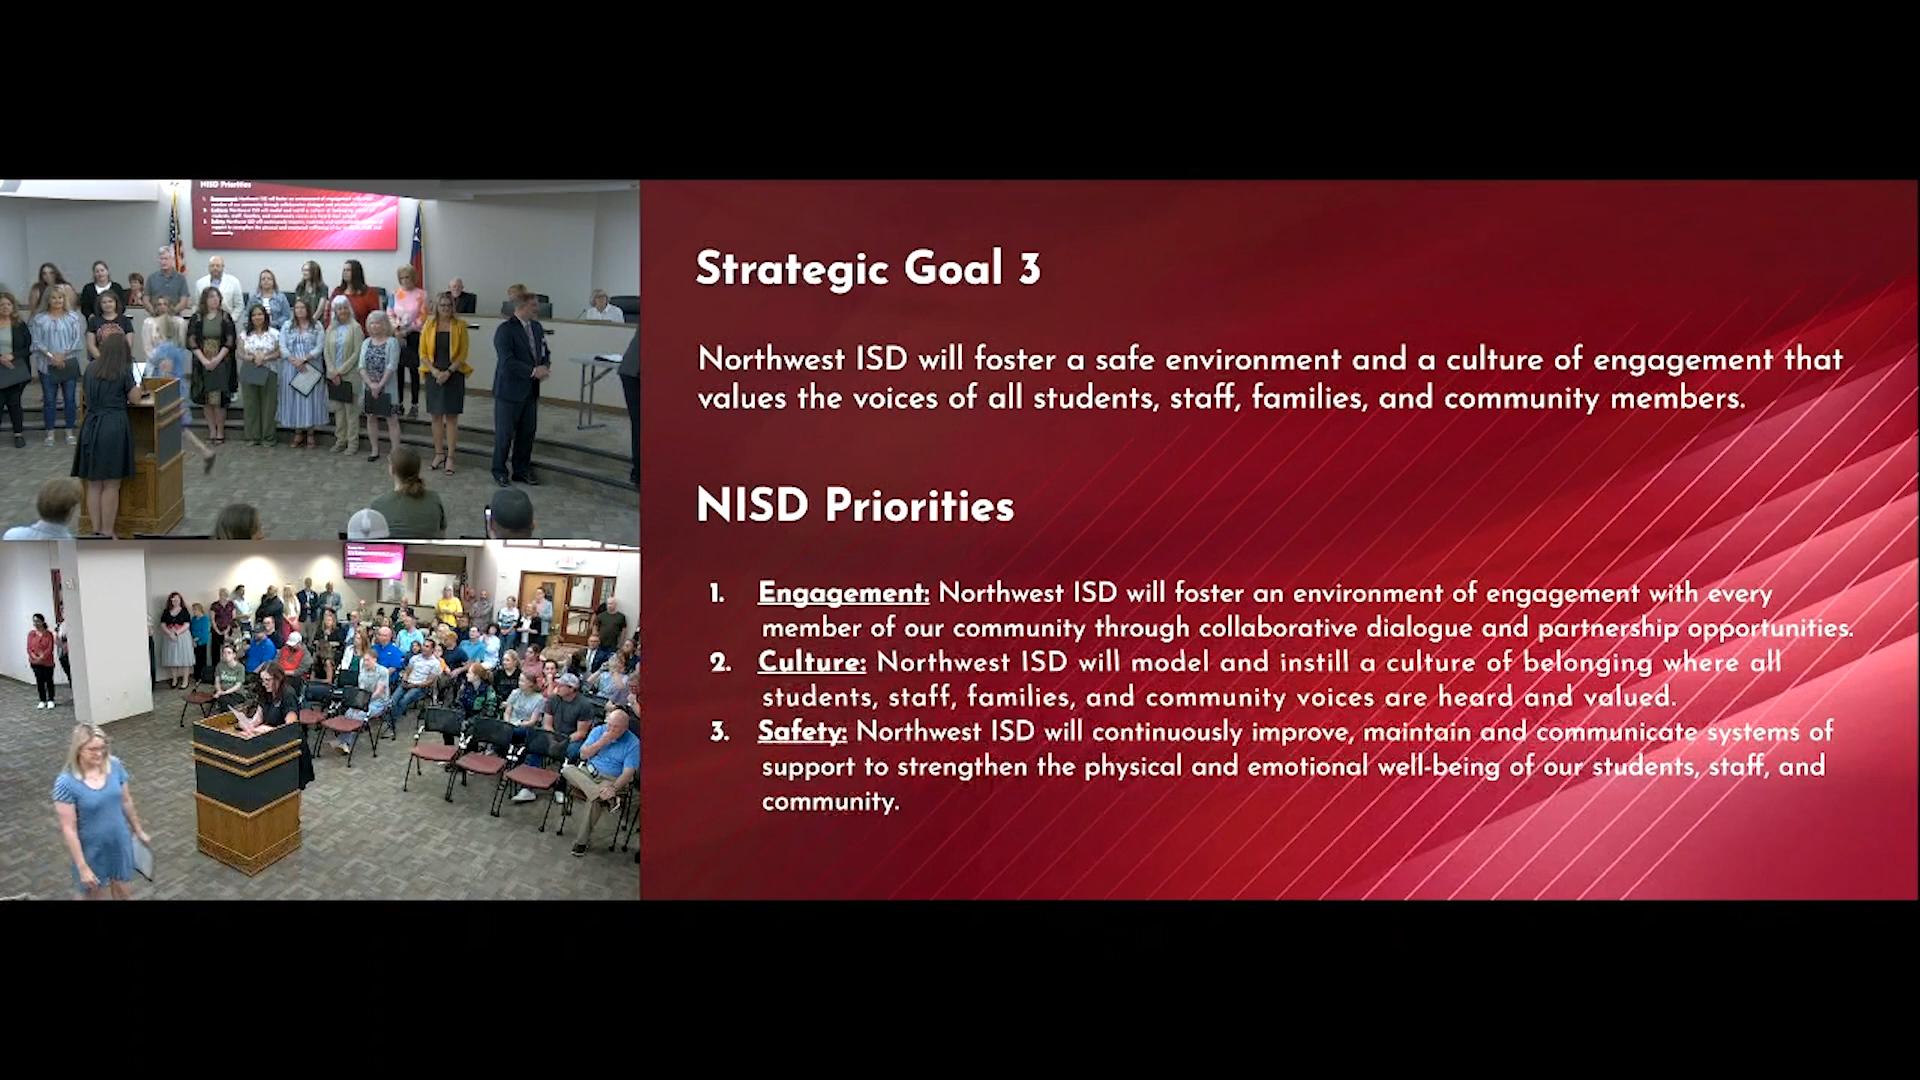 Strategic Goal 3
Northwest ISD will foster a safe environment and a culture of engagement that
values the voices of all students, staff, families, and community members.
NISD Priorities
1. Engagement: Northwest ISD will foster an environment of engagement with every
member of our community through collaborative dialogue and partnership opportunities.
2. Culture: Northwest ISD will model and instill a culture of belonging where all
students, staff, families, and community voices are heard and valued.
3. Safety: Northwest ISD will continuously improve, maintain and communicate systems of
support to strengthen the physical and emotional well-being of our students, staff, and
community.
NISD Priorities